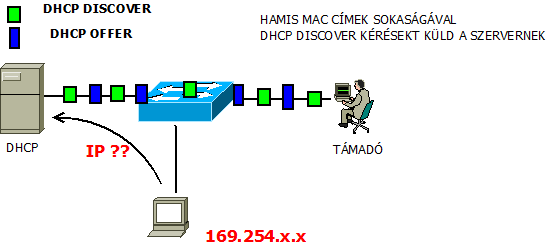 DHCP DISCOVER
DHCP OFFER
HAMIS MAC CÍMEK SOKASÁGÁVAL
DHCP DISCOVER KÉRÉSEKT KÜLD A SZERVERNEK
DHCP
IP ??
TÁMADÓ
169.254.x.x